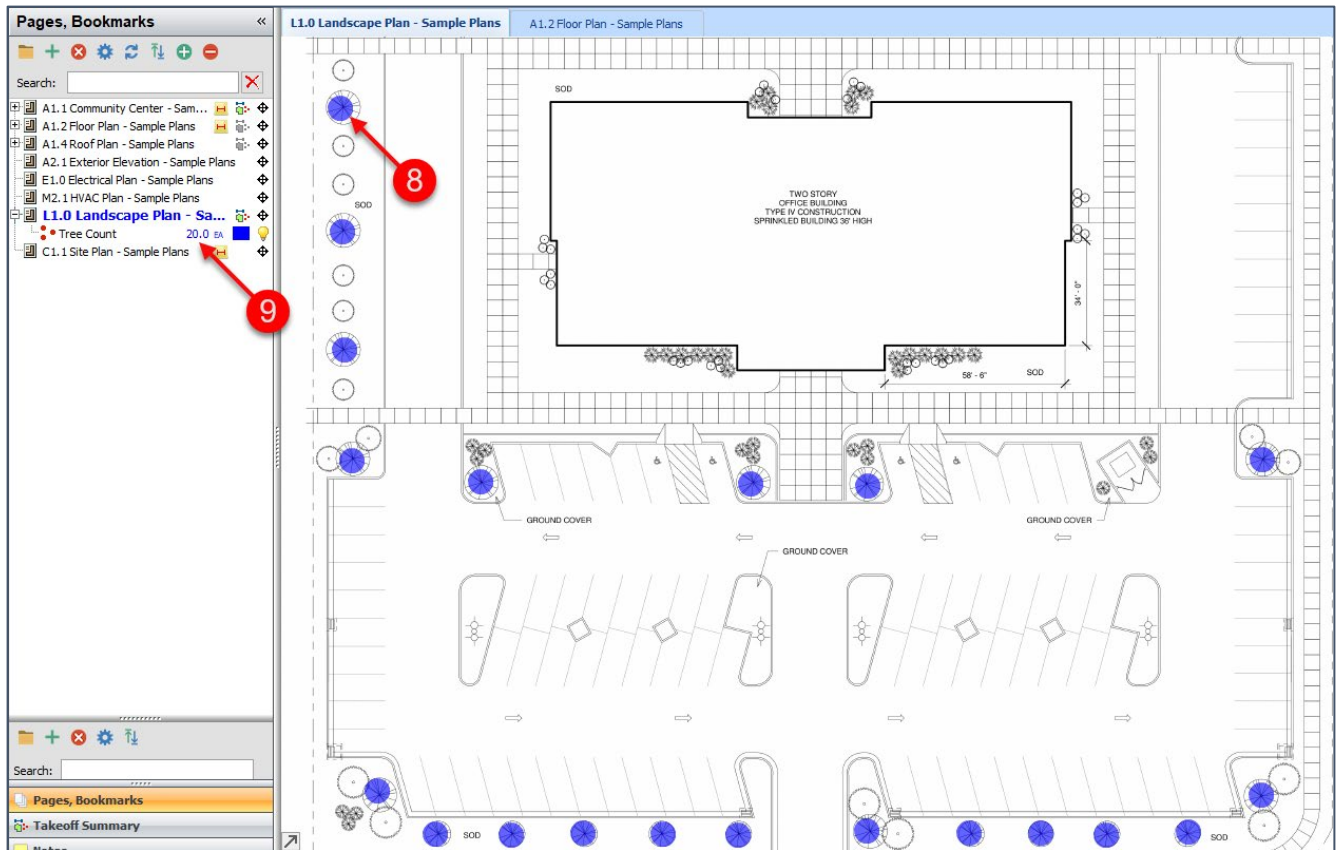 Pages, Bookmarks «
Search:
A1.1 Community Center - Sam...
A1.2 Floor Plan - Sample Plans
A1.4 Roof Plan - Sample Plans
A2.1 Exterior Elevation - Sample Plans
E1.0 Electrical Plan - Sample Plans
M2.1 HVAC Plan - Sample Plans
L1.0 Landscape Plan - Sa...
Tree Count 20.0 EA
C1.1 Site Plan - Sample Plans
9
Search:
Pages, Bookmarks
Takeoff Summary
Notes
L1.0 Landscape Plan - Sample Plans A1.2 Floor Plan - Sample Plans
SOD
8
SOD
TWO STORY
OFFICE BUILDING
TYPE IV CONSTRUCTION
SPRINKLED BUILDING 36' HIGH
34' - 0"
58' - 6"
SOD
GROUND COVER
GROUND COVER
GROUND COVER
SOD
SOD